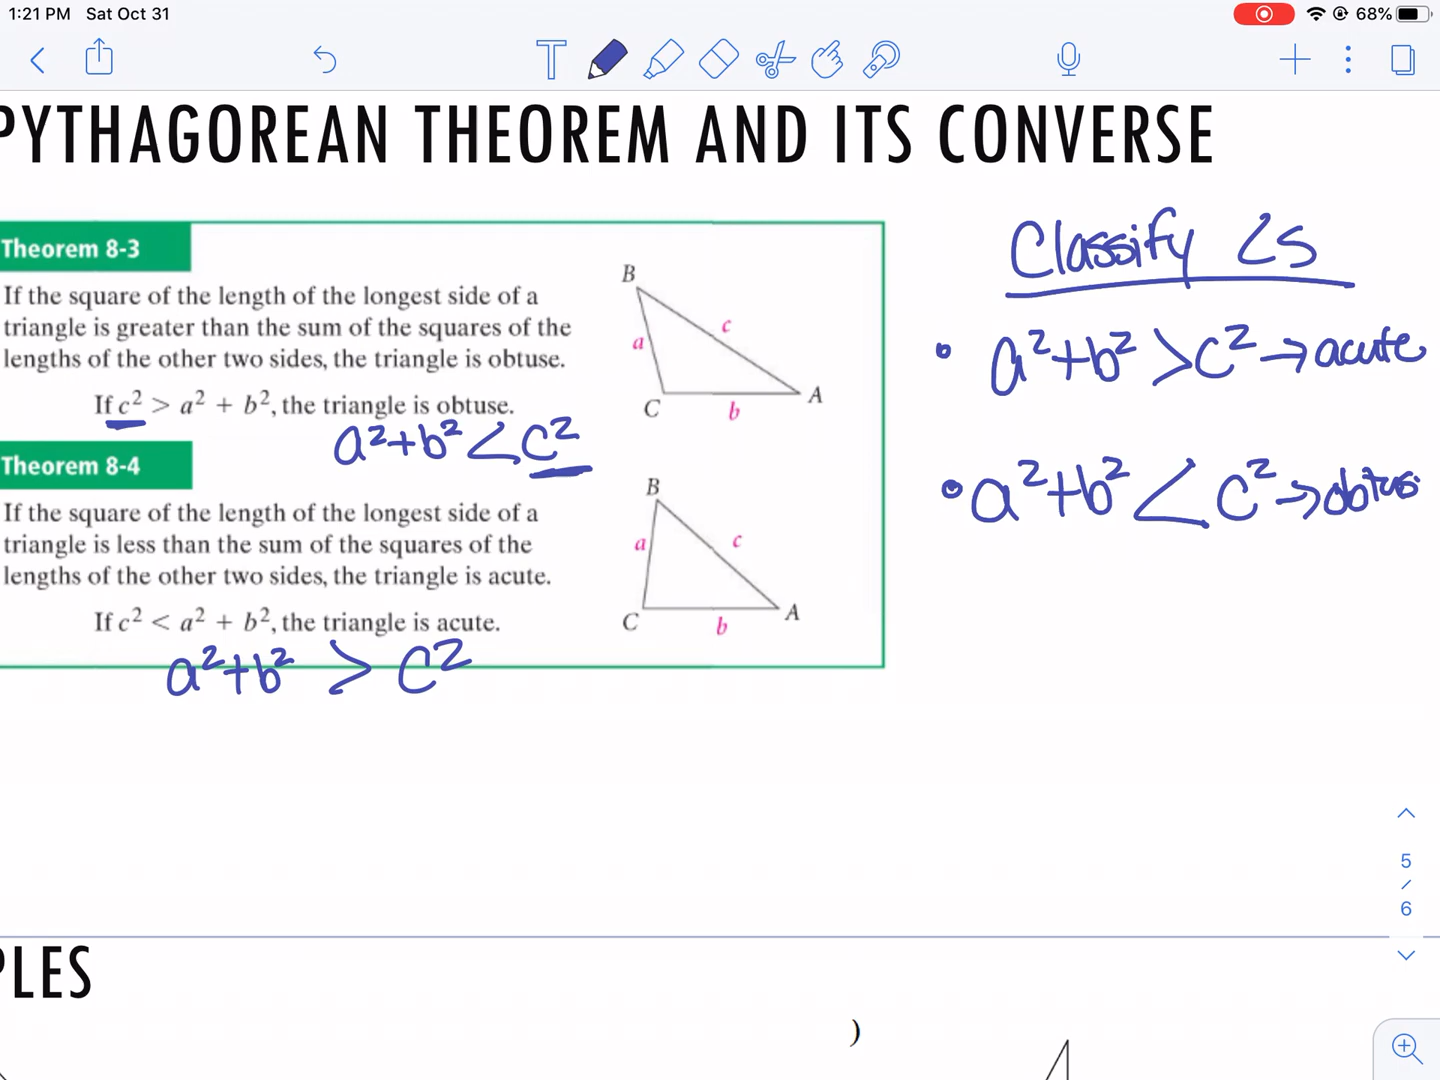 1:21 PM Sat Oct 31
68%
T
PYTHAGOREAN THEOREM AND ITS CONVERSE
Theorem 8-3
If the square of the length of the longest side of a
triangle is greater than the sum of the squares of the
lengths of the other two sides, the triangle is obtuse.
If c² > a² + b², the triangle is obtuse.
a²+b² < c²
B
a
c
C
b
A
Theorem 8-4
If the square of the length of the longest side of a
triangle is less than the sum of the squares of the
lengths of the other two sides, the triangle is acute.
If c² < a² + b², the triangle is acute.
a²+b² > c²
B
a
c
C
b
A
Classify ∠s
• a²+b² > c² → acute
• a²+b² < c² → obtus
5
/
6
PLES
)